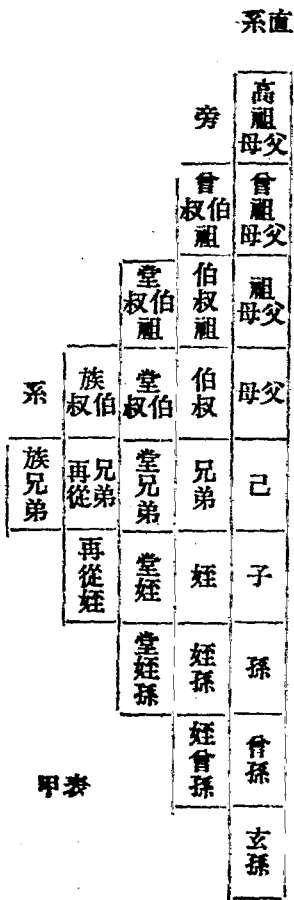 直系
高祖父母
曾祖父母
祖父母
父母
己
子
孫
曾孫
玄孫
旁
曾伯叔祖
伯叔祖
伯叔
兄弟
姪
姪孫
姪曾孫
堂伯叔祖
堂伯叔
堂兄弟
堂姪
堂姪孫
族伯叔
再從兄弟
再從姪
系
族兄弟
表甲